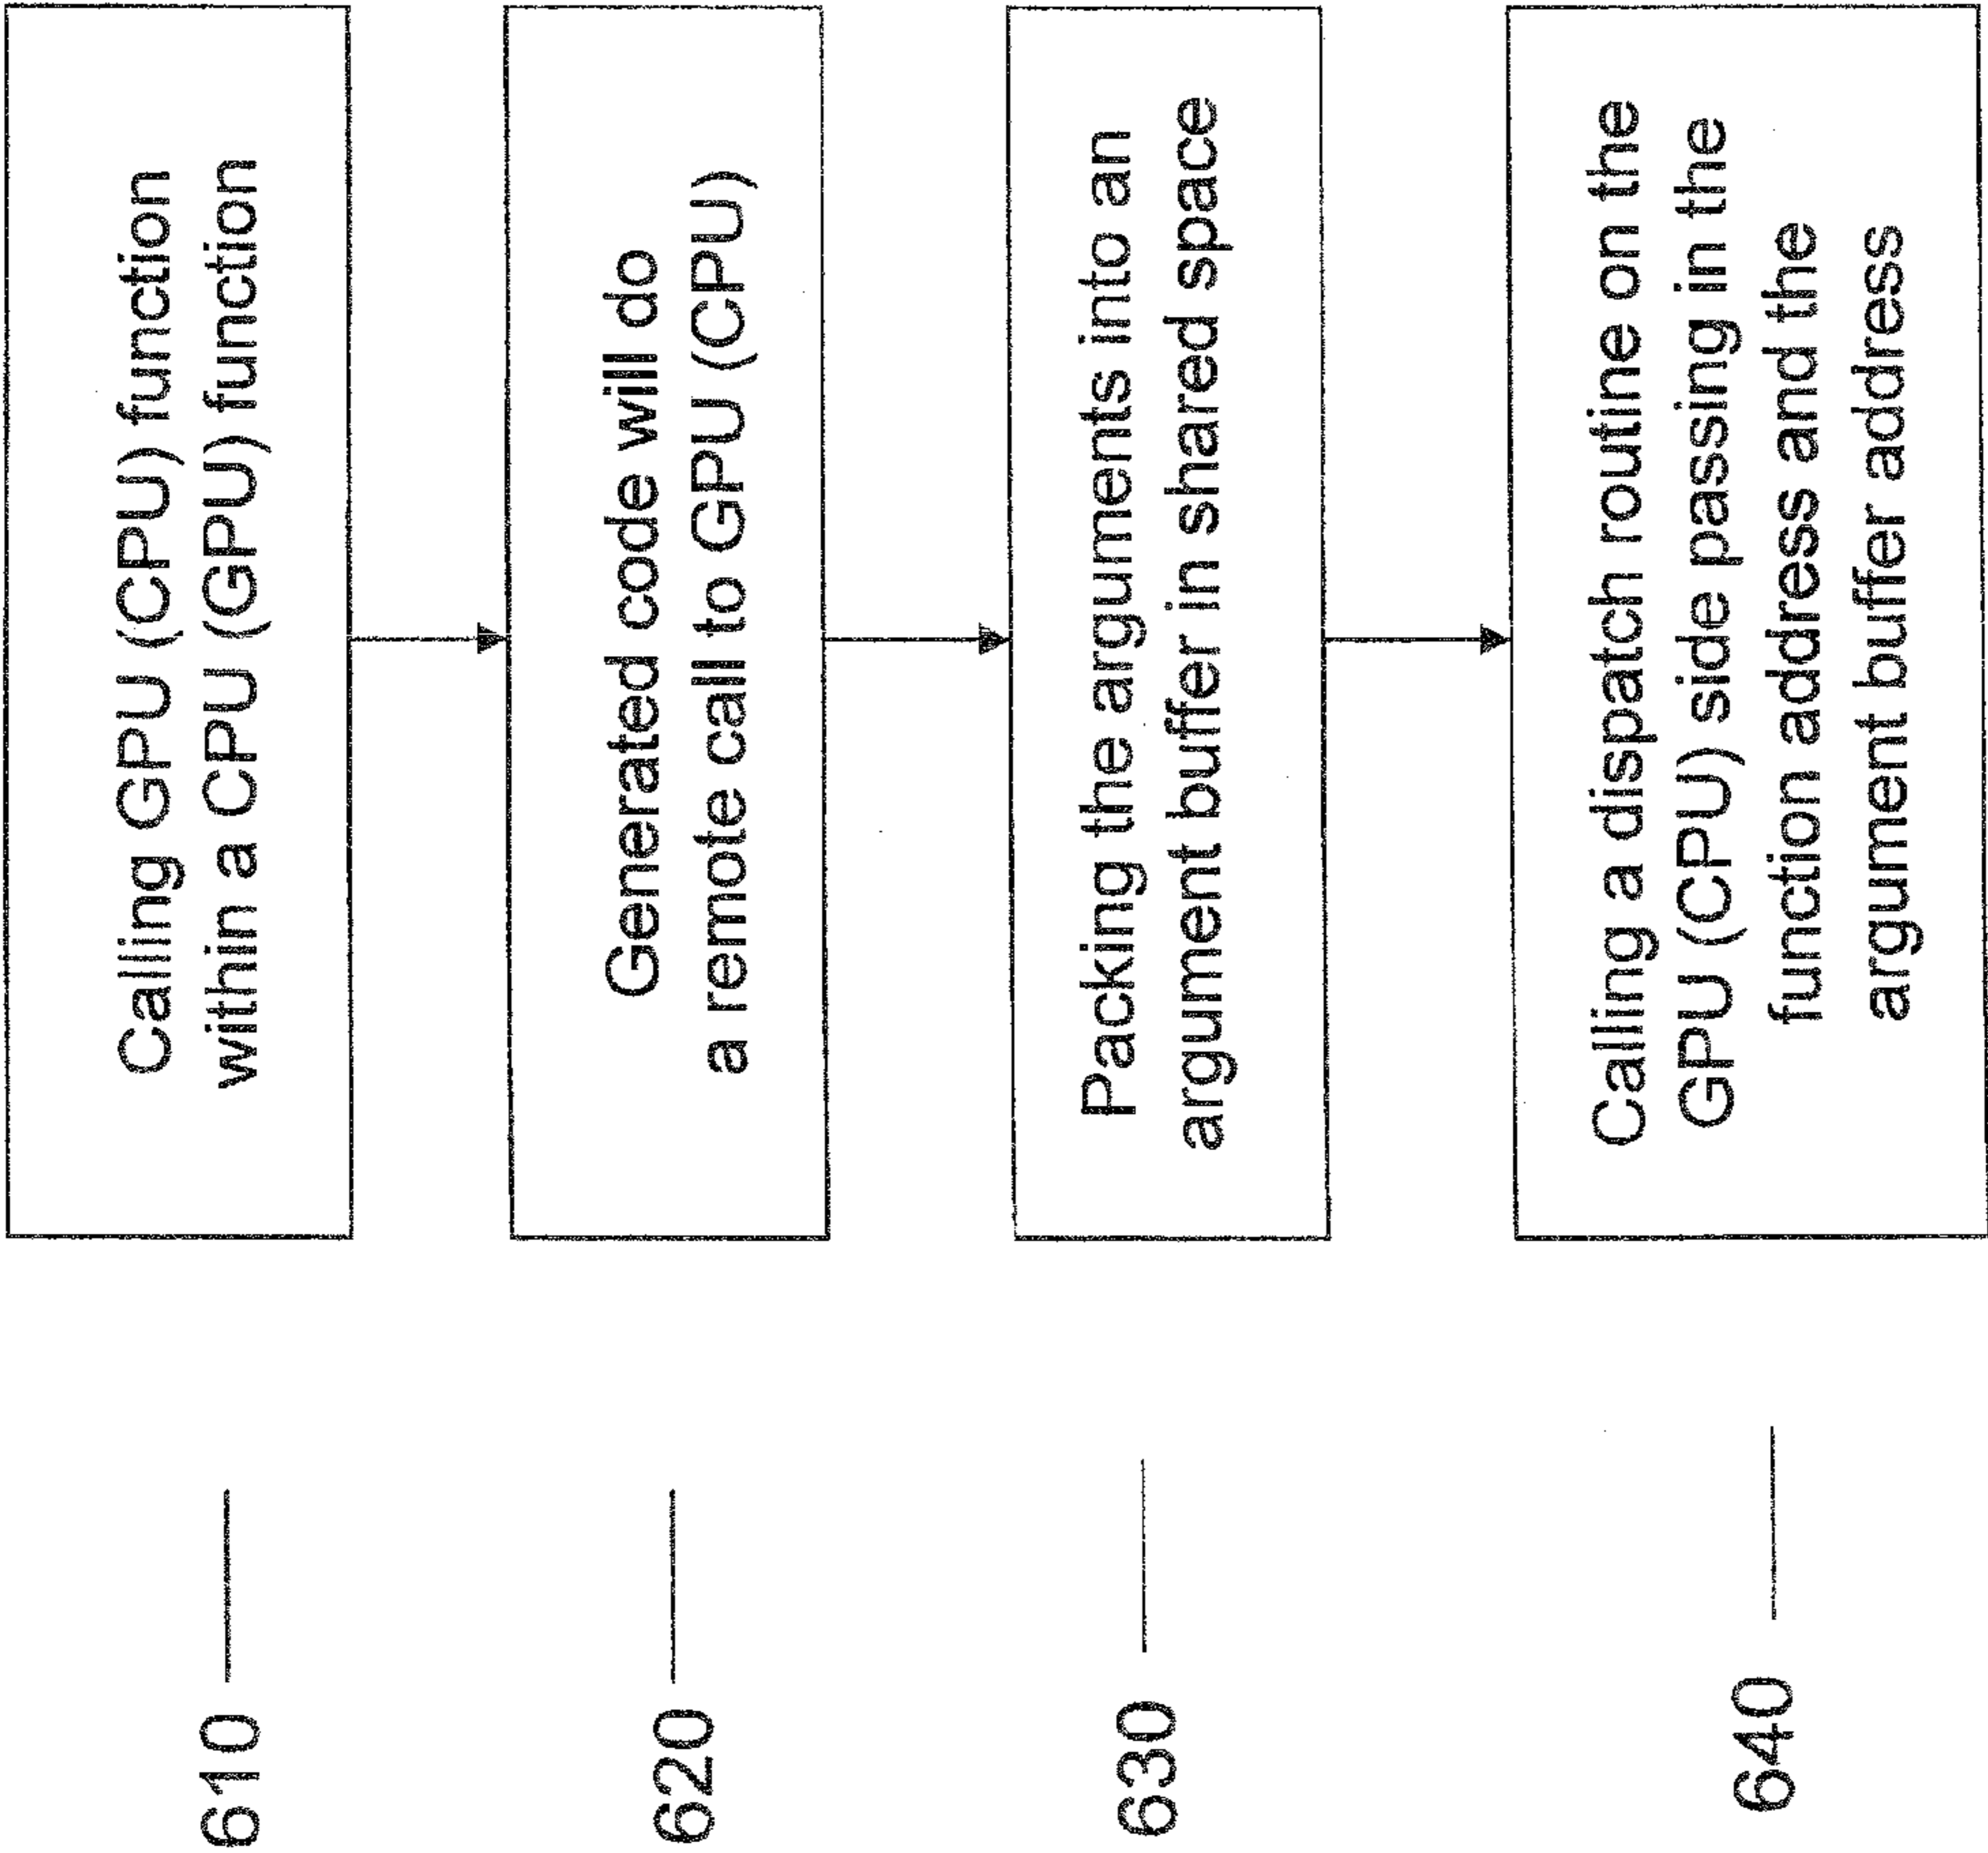 610
Calling GPU (CPU) function
within a CPU (GPU) function
620
Generated code will do
a remote call to GPU (CPU)
630
Packing the arguments into an
argument buffer in shared space
640
Calling a dispatch routine on the
GPU (CPU) side passing in the
function address and the
argument buffer address